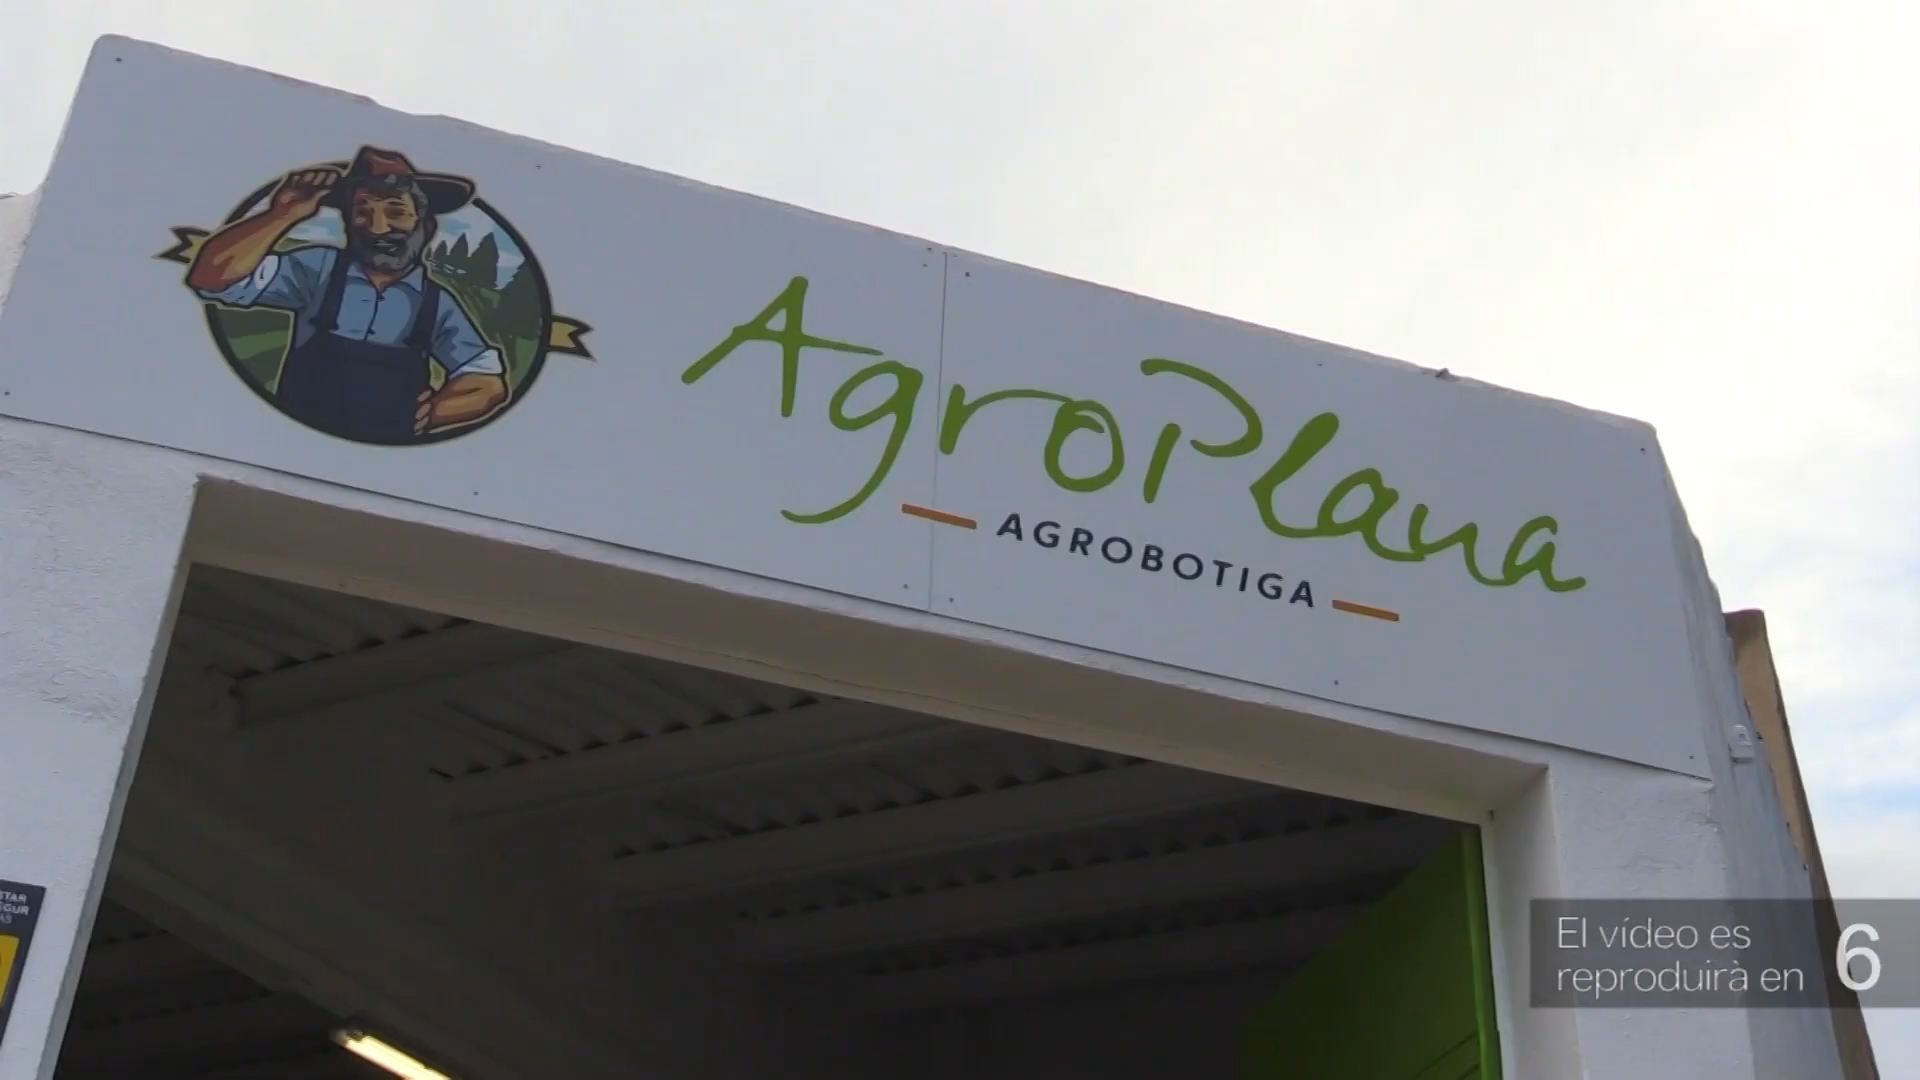 AgroPlana
AGROBOTIGA
El vídeo es
reproduirà en
6